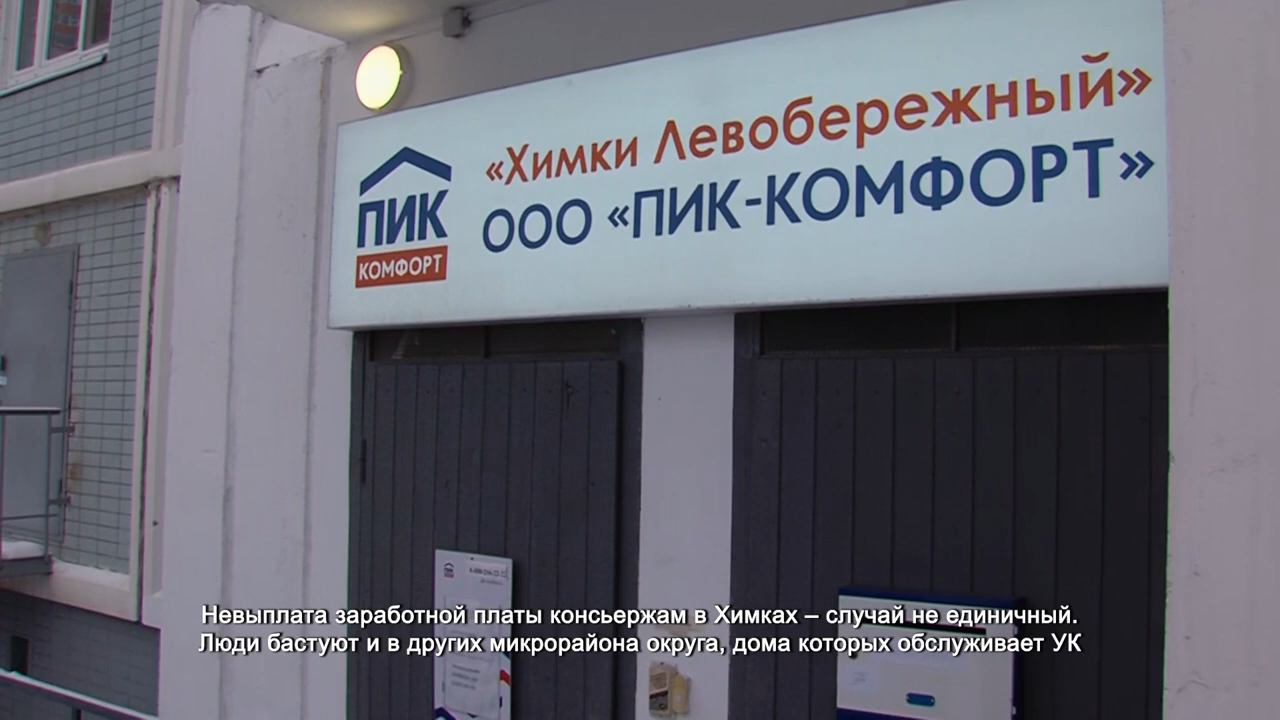 «Химки Левобережный»
ООО «ПИК-КОМФОРТ»
ПИК
КОМФОРТ
ПИК
Невыплата заработной платы консьержам в Химках – случай не единичный.
Люди бастуют и в других микрорайона округа, дома которых обслуживает УК